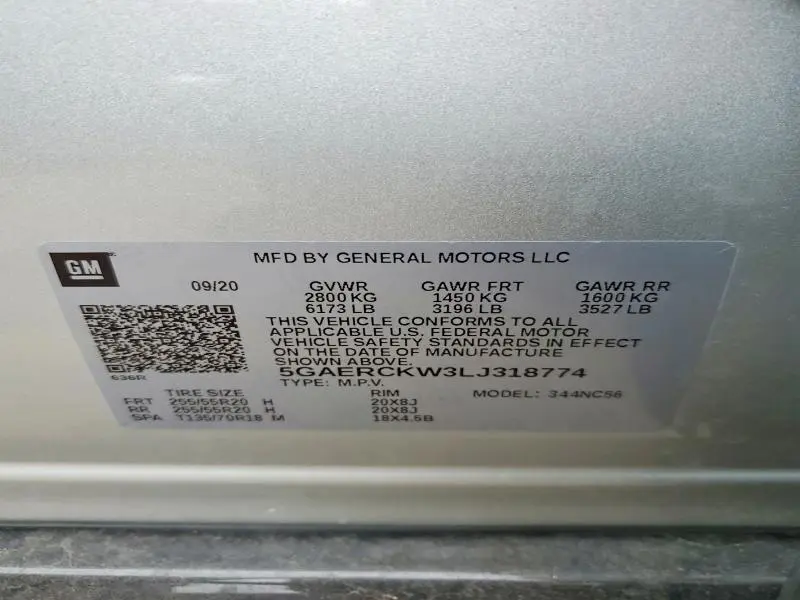 GM
MFD BY GENERAL MOTORS LLC
09/20 GVWR GAWR FRT GAWR RR
2800 KG 1450 KG 1600 KG
6173 LB 3196 LB 3527 LB
THIS VEHICLE CONFORMS TO ALL
APPLICABLE U.S. FEDERAL MOTOR
VEHICLE SAFETY STANDARDS IN EFFECT
ON THE DATE OF MANUFACTURE
SHOWN ABOVE.
5GAERCKW3LJ318774
636R
TYPE: M.P.V. MODEL: 344NC56
TIRE SIZE RIM
FRT 255/55R20 H 20X8J
RR 255/55R20 H 20X8J
SPA T135/70R18 M 18X4.5B